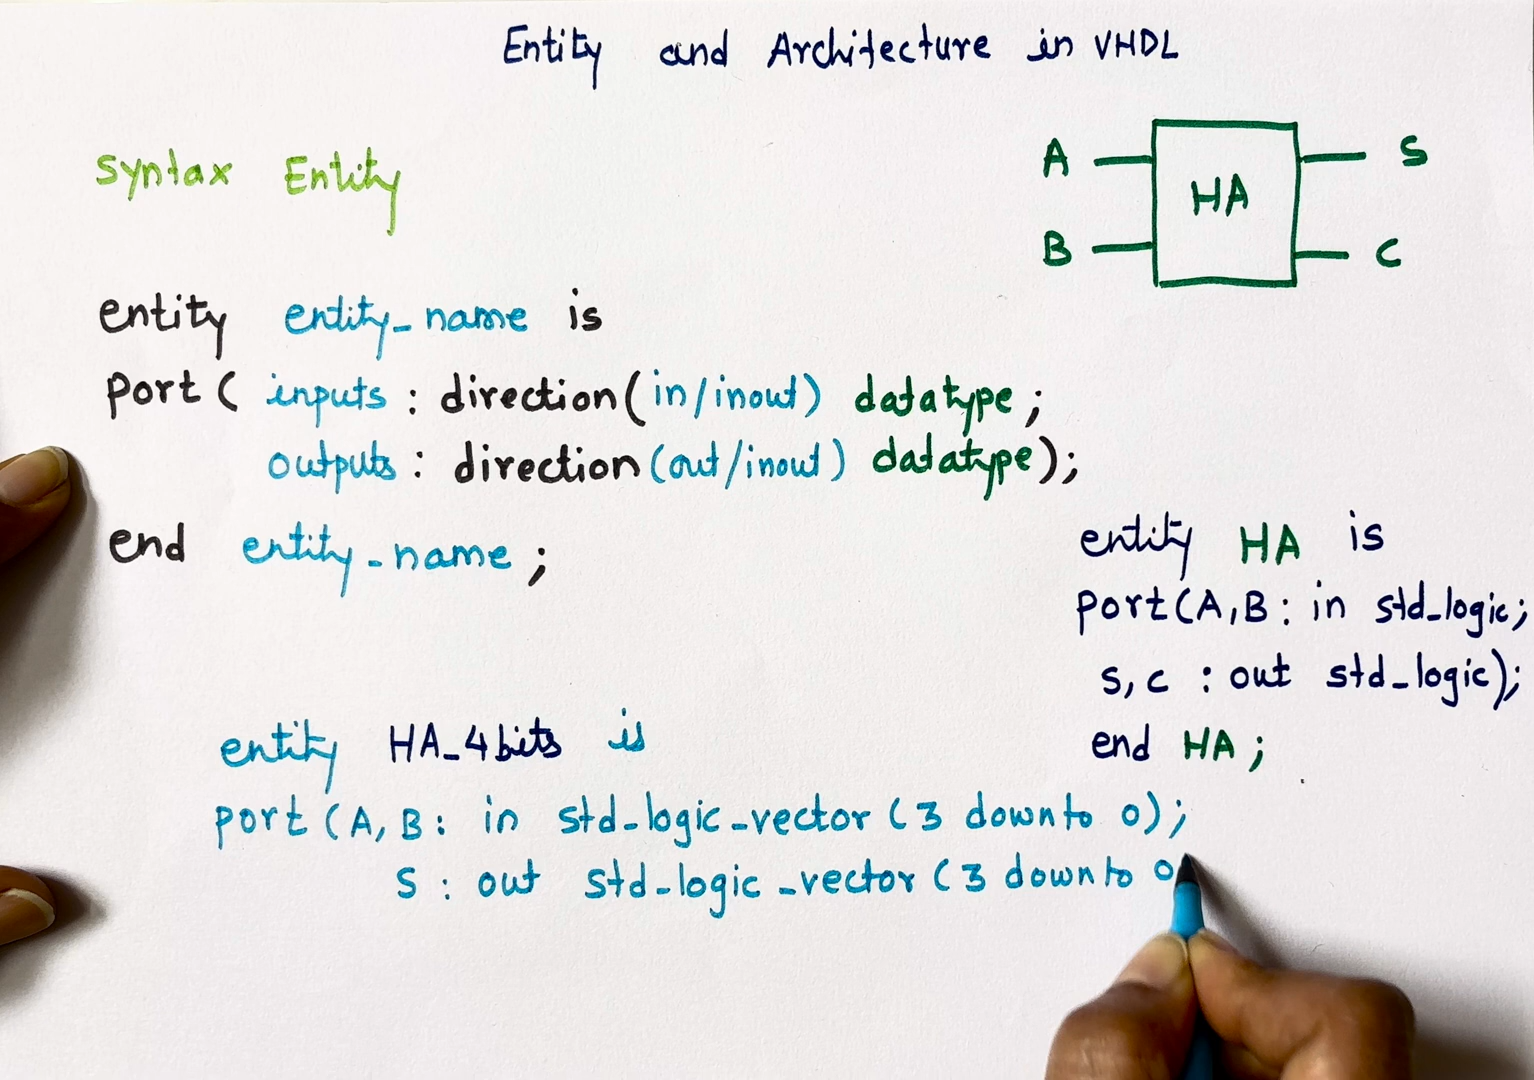 Entity and Architecture in VHDL
A
S
HA
B
C
Syntax Entity
entity entity_name is
port( inputs : direction(in/inout) datatype;
outputs : direction(out/inout) datatype);
end entity_name;
entity HA is
port(A,B: in std_logic;
S,C : out std_logic);
end HA;
entity HA_4bits is
port(A,B: in std_logic_vector(3 downto 0);
S: out std_logic_vector(3 downto 0